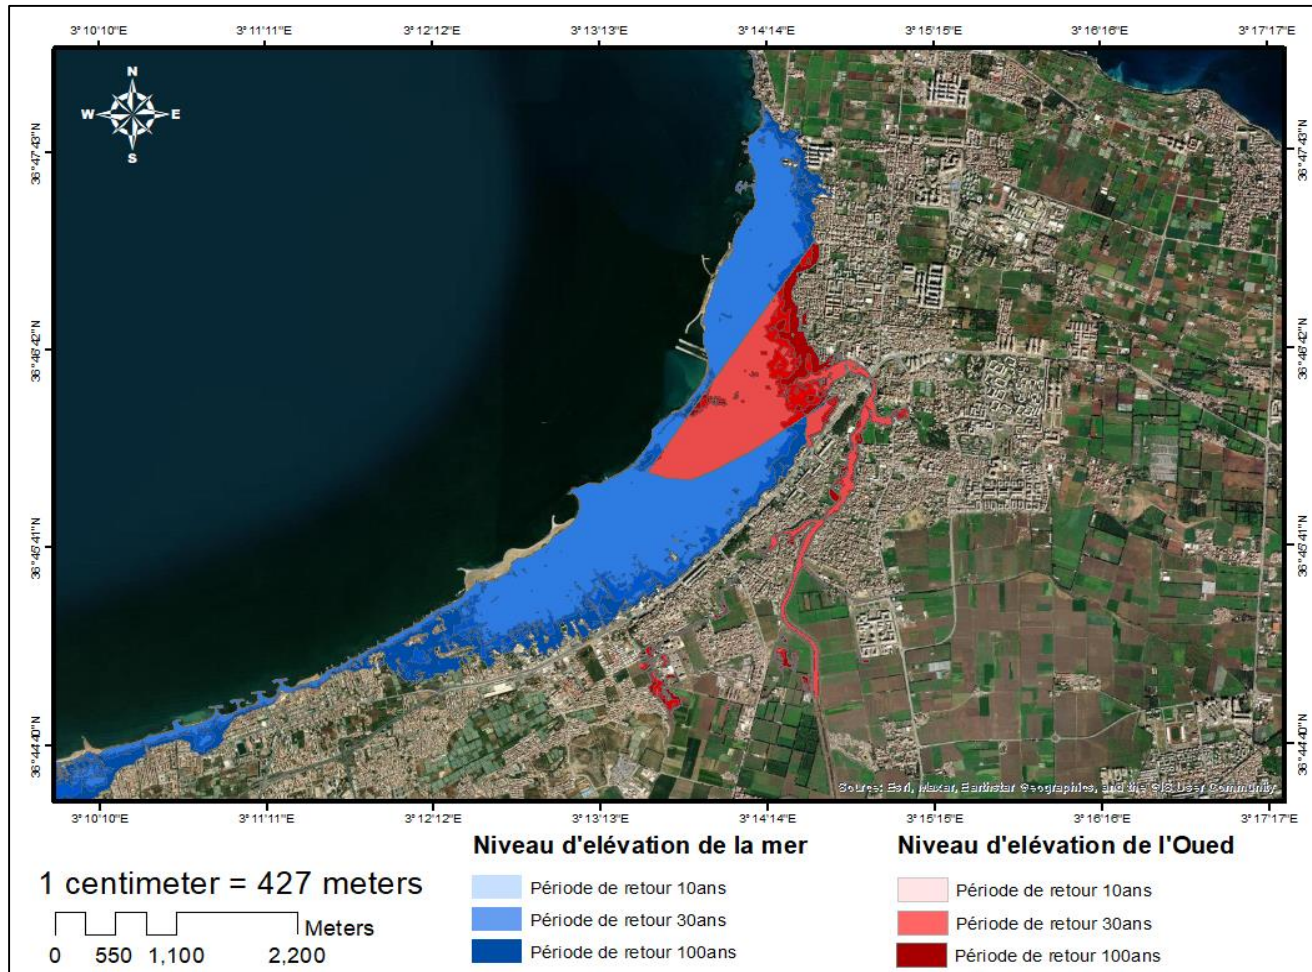 3°10'10"E 3°11'11"E 3°12'12"E 3°13'13"E 3°14'14"E 3°15'15"E 3°16'16"E 3°17'17"E
N
W E
S
36°47'43"N 36°47'43"N
36°46'42"N 36°46'42"N
36°45'41"N 36°45'41"N
36°44'40"N 36°44'40"N
Source: Esri, Maxar, Earthstar Geographics, and the GIS User Community
3°10'10"E 3°11'11"E 3°12'12"E 3°13'13"E 3°14'14"E 3°15'15"E 3°16'16"E 3°17'17"E
1 centimeter = 427 meters
Meters
0 550 1,100 2,200
Niveau d'elévation de la mer
Période de retour 10ans
Période de retour 30ans
Période de retour 100ans
Niveau d'elévation de l'Oued
Période de retour 10ans
Période de retour 30ans
Période de retour 100ans